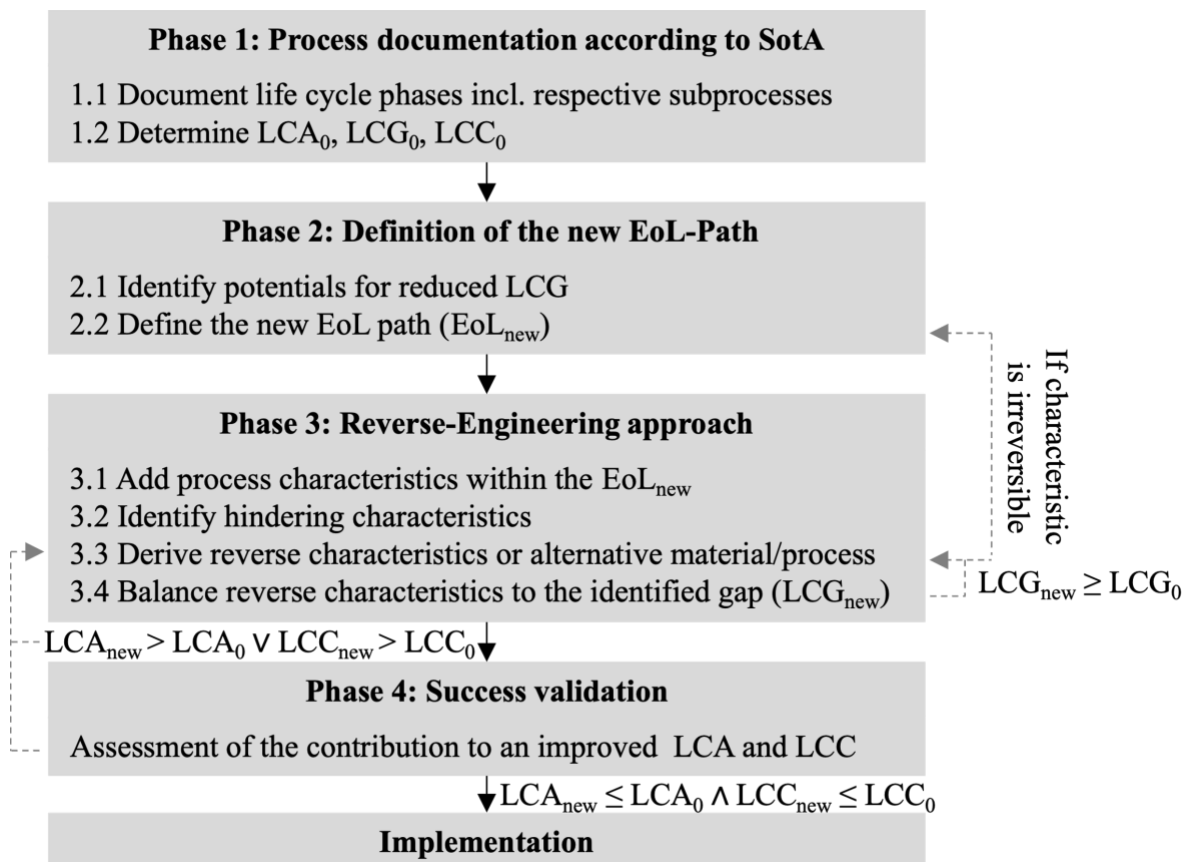 Phase 1: Process documentation according to SotA
1.1 Document life cycle phases incl. respective subprocesses
1.2 Determine LCA₀, LCG₀, LCC₀
Phase 2: Definition of the new EoL-Path
2.1 Identify potentials for reduced LCG
2.2 Define the new EoL path (EoLnew)
If characteristic
is irreversible
Phase 3: Reverse-Engineering approach
3.1 Add process characteristics within the EoLnew
3.2 Identify hindering characteristics
3.3 Derive reverse characteristics or alternative material/process
3.4 Balance reverse characteristics to the identified gap (LCGnew)
LCGnew ≥ LCG₀
LCAnew > LCA₀ ∨ LCCnew > LCC₀
Phase 4: Success validation
Assessment of the contribution to an improved LCA and LCC
LCAnew ≤ LCA₀ ∧ LCCnew ≤ LCC₀
Implementation